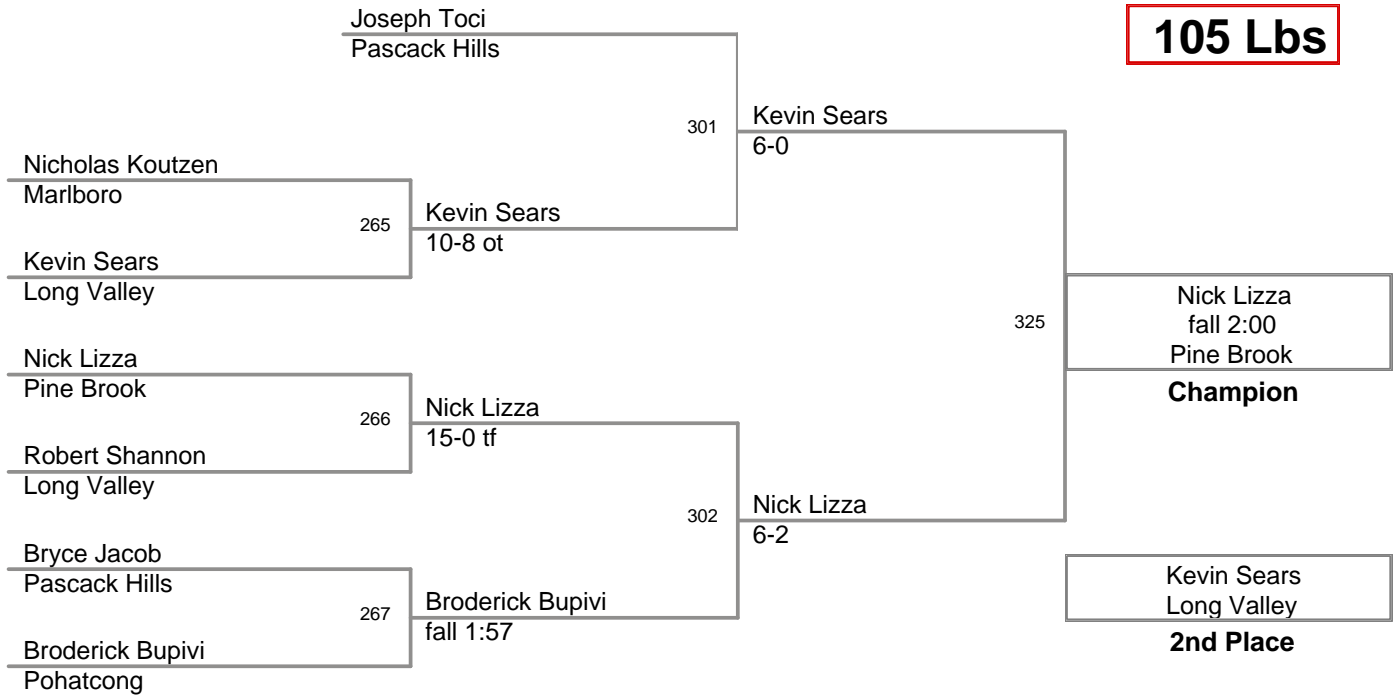 Joseph Toci
Pascack Hills
105 Lbs
301
Kevin Sears
6-0
Nicholas Koutzen
Marlboro
265
Kevin Sears
10-8 ot
Kevin Sears
Long Valley
Nick Lizza
fall 2:00
Pine Brook
Champion
325
Nick Lizza
Pine Brook
266
Nick Lizza
15-0 tf
Robert Shannon
Long Valley
302
Nick Lizza
6-2
Bryce Jacob
Pascack Hills
267
Broderick Bupivi
fall 1:57
Broderick Bupivi
Pohatcong
Kevin Sears
Long Valley
2nd Place